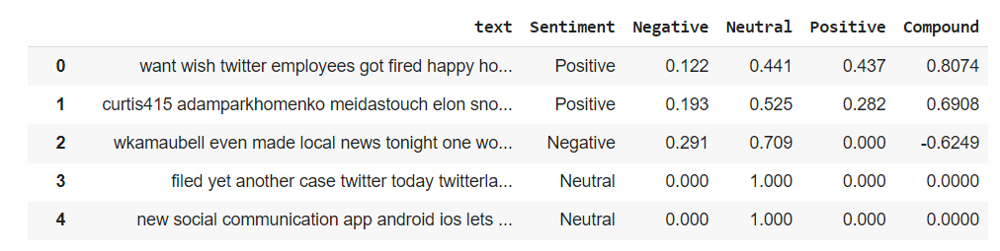 text Sentiment Negative Neutral Positive Compound
0 want wish twitter employees got fired happy ho... Positive 0.122 0.441 0.437 0.8074
1 curtis415 adamparkhomenko meidastouch elon sno... Positive 0.193 0.525 0.282 0.6908
2 wkamaubell even made local news tonight one wo... Negative 0.291 0.709 0.000 -0.6249
3 filed yet another case twitter today twitterla... Neutral 0.000 1.000 0.000 0.0000
4 new social communication app android ios lets ... Neutral 0.000 1.000 0.000 0.0000